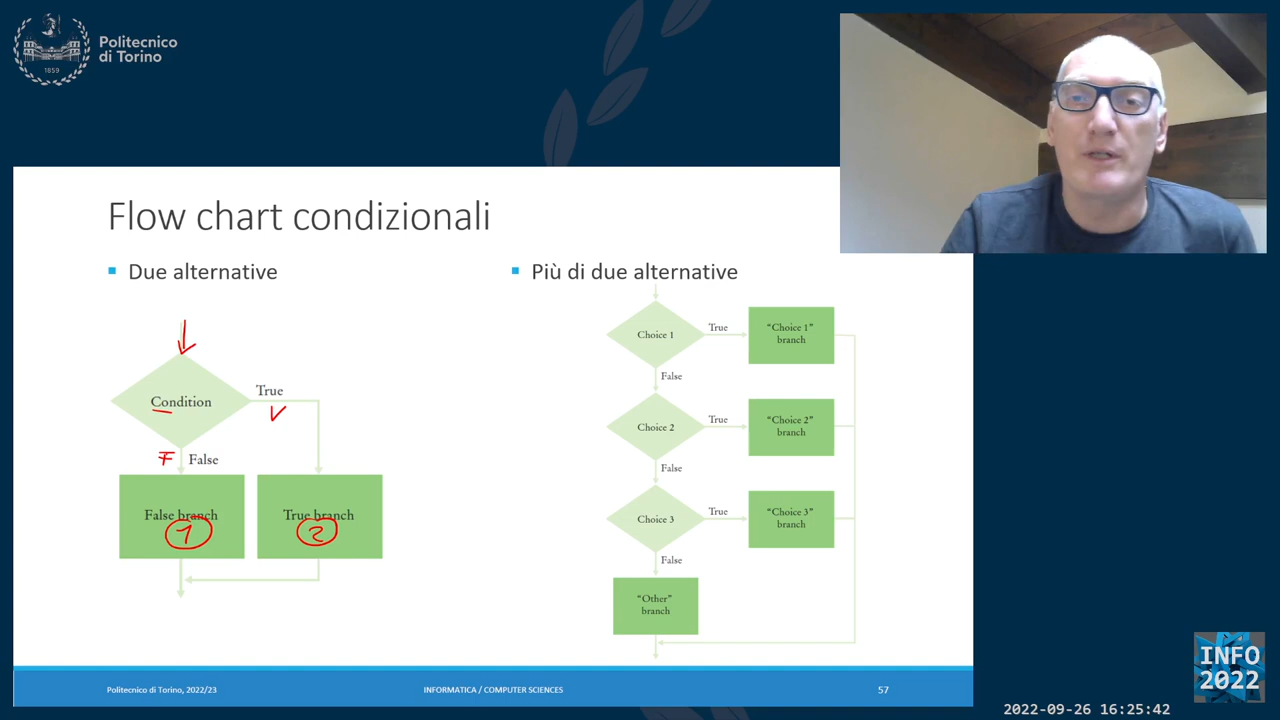 Politecnico
di Torino
1859
Flow chart condizionali
Due alternative
Condition
True
F
False
False branch
1
True branch
2
Più di due alternative
Choice 1
True
"Choice 1"
branch
False
Choice 2
True
"Choice 2"
branch
False
Choice 3
True
"Choice 3"
branch
False
"Other"
branch
Politecnico di Torino, 2022/23
INFORMATICA / COMPUTER SCIENCES
57
INFO
2022
2022-09-26 16:25:42